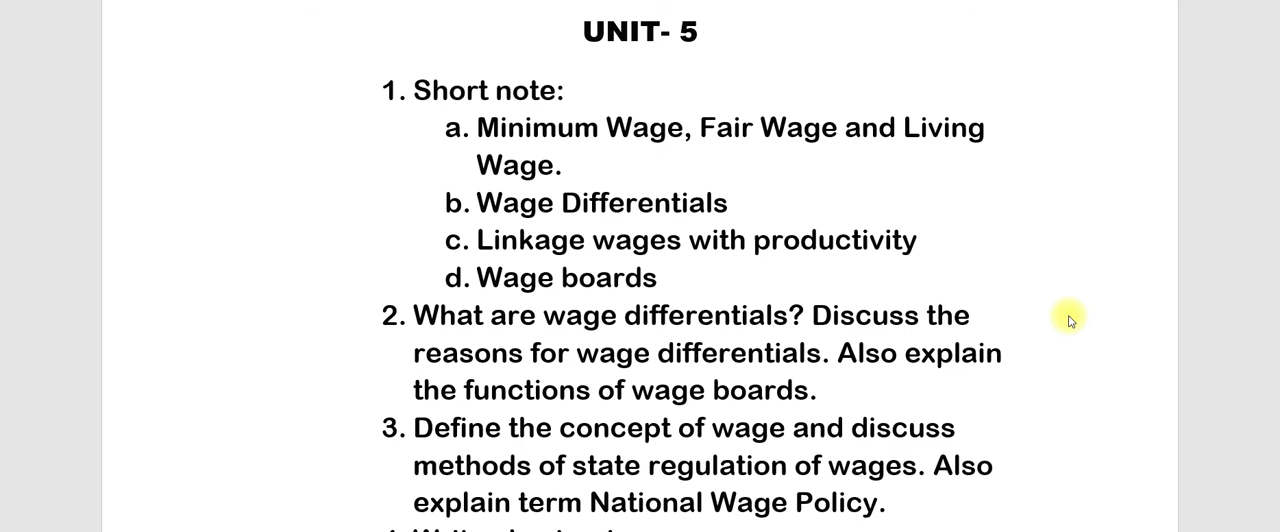 UNIT- 5
1. Short note:
a. Minimum Wage, Fair Wage and Living
Wage.
b. Wage Differentials
c. Linkage wages with productivity
d. Wage boards
2. What are wage differentials? Discuss the
reasons for wage differentials. Also explain
the functions of wage boards.
3. Define the concept of wage and discuss
methods of state regulation of wages. Also
explain term National Wage Policy.